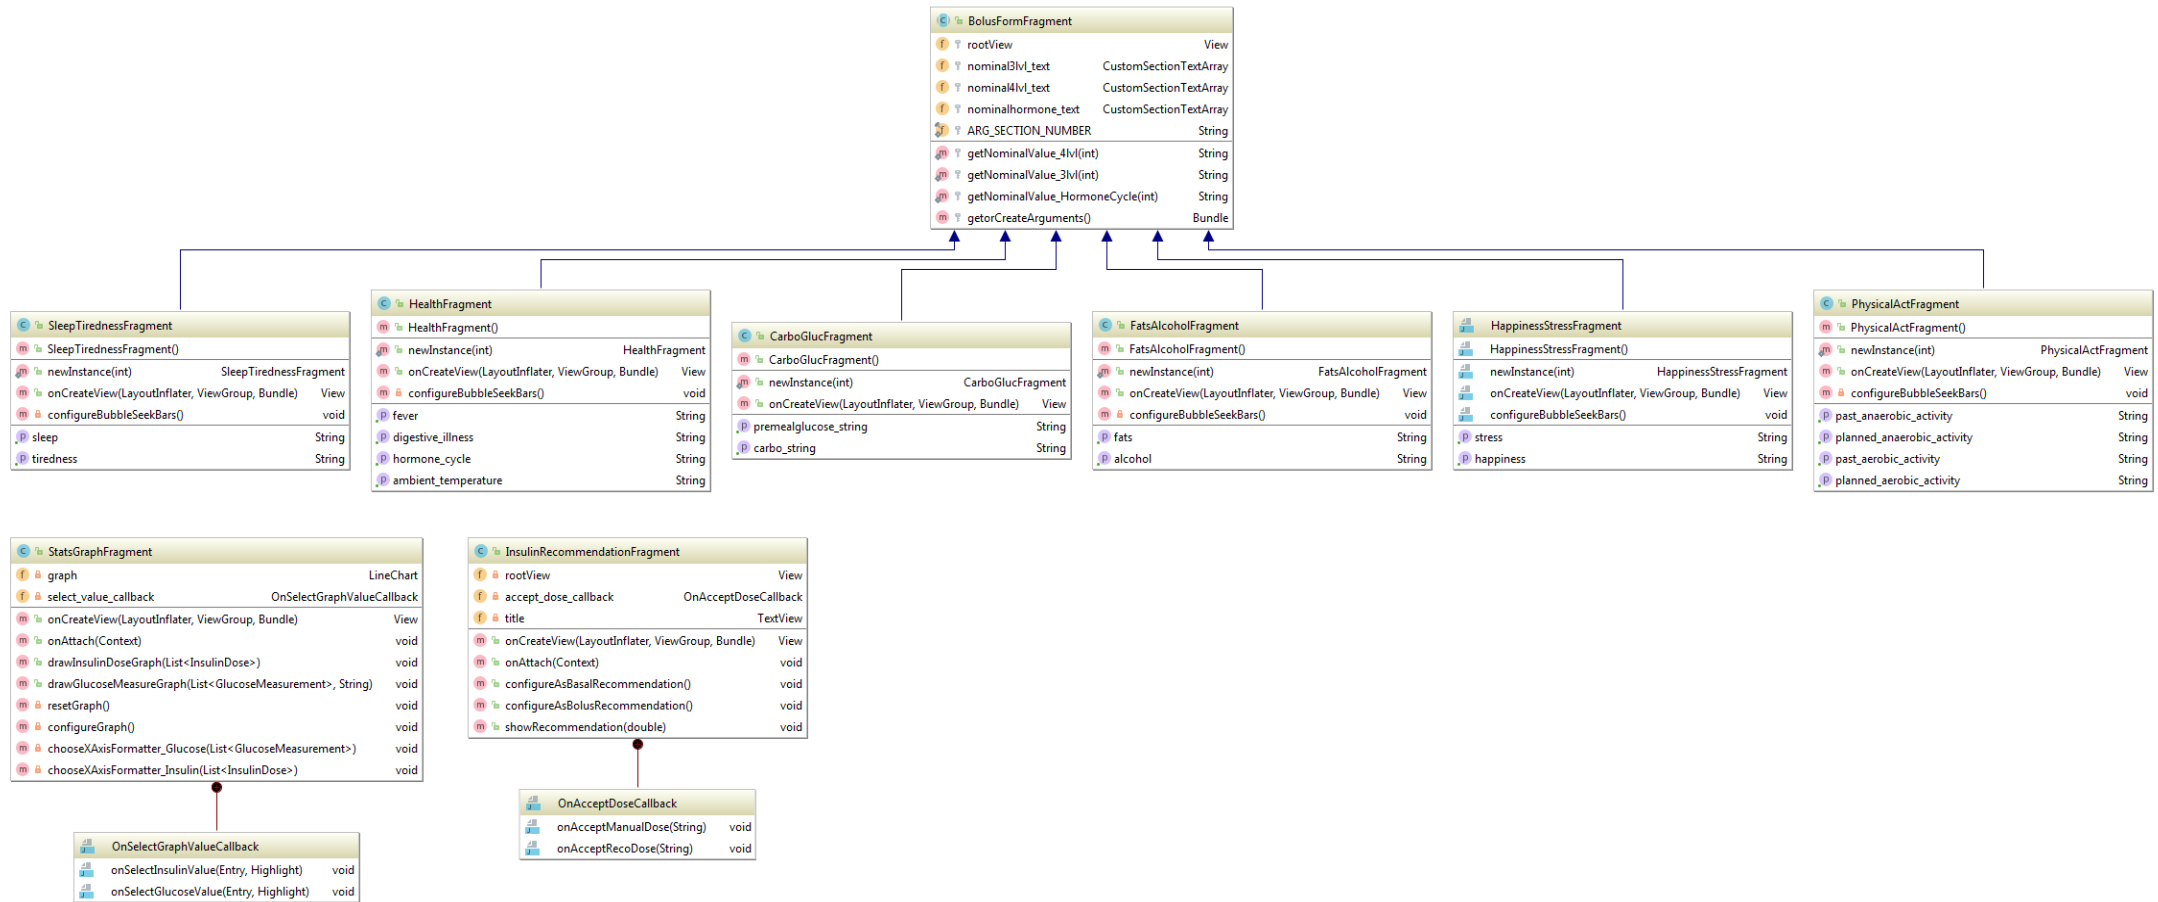 BolusFormFragment
rootView View
nominal3lvl_text CustomSectionTextArray
nominal4lvl_text CustomSectionTextArray
nominalhormone_text CustomSectionTextArray
ARG_SECTION_NUMBER String
getNominalValue_4lvl(int) String
getNominalValue_3lvl(int) String
getNominalValue_HormoneCycle(int) String
getorCreateArguments() Bundle
SleepTirednessFragment
SleepTirednessFragment()
newInstance(int) SleepTirednessFragment
onCreateView(LayoutInflater, ViewGroup, Bundle) View
configureBubbleSeekBars() void
sleep String
tiredness String
HealthFragment
HealthFragment()
newInstance(int) HealthFragment
onCreateView(LayoutInflater, ViewGroup, Bundle) View
configureBubbleSeekBars() void
fever String
digestive_illness String
hormone_cycle String
ambient_temperature String
CarboGlucFragment
CarboGlucFragment()
newInstance(int) CarboGlucFragment
onCreateView(LayoutInflater, ViewGroup, Bundle) View
premealglucose_string String
carbo_string String
FatsAlcoholFragment
FatsAlcoholFragment()
newInstance(int) FatsAlcoholFragment
onCreateView(LayoutInflater, ViewGroup, Bundle) View
configureBubbleSeekBars() void
fats String
alcohol String
HappinessStressFragment
HappinessStressFragment()
newInstance(int) HappinessStressFragment
onCreateView(LayoutInflater, ViewGroup, Bundle) View
configureBubbleSeekBars() void
stress String
happiness String
PhysicalActFragment
PhysicalActFragment()
newInstance(int) PhysicalActFragment
onCreateView(LayoutInflater, ViewGroup, Bundle) View
configureBubbleSeekBars() void
past_anaerobic_activity String
planned_anaerobic_activity String
past_aerobic_activity String
planned_aerobic_activity String
StatsGraphFragment
graph LineChart
select_value_callback OnSelectGraphValueCallback
onCreateView(LayoutInflater, ViewGroup, Bundle) View
onAttach(Context) void
drawInsulinDoseGraph(List<InsulinDose>) void
drawGlucoseMeasureGraph(List<GlucoseMeasurement>, String) void
resetGraph() void
configureGraph() void
chooseXAxisFormatter_Glucose(List<GlucoseMeasurement>) void
chooseXAxisFormatter_Insulin(List<InsulinDose>) void
InsulinRecommendationFragment
rootView View
accept_dose_callback OnAcceptDoseCallback
title TextView
onCreateView(LayoutInflater, ViewGroup, Bundle) View
onAttach(Context) void
configureAsBasalRecommendation() void
configureAsBolusRecommendation() void
showRecommendation(double) void
OnAcceptDoseCallback
onAcceptManualDose(String) void
onAcceptRecoDose(String) void
OnSelectGraphValueCallback
onSelectInsulinValue(Entry, Highlight) void
onSelectGlucoseValue(Entry, Highlight) void